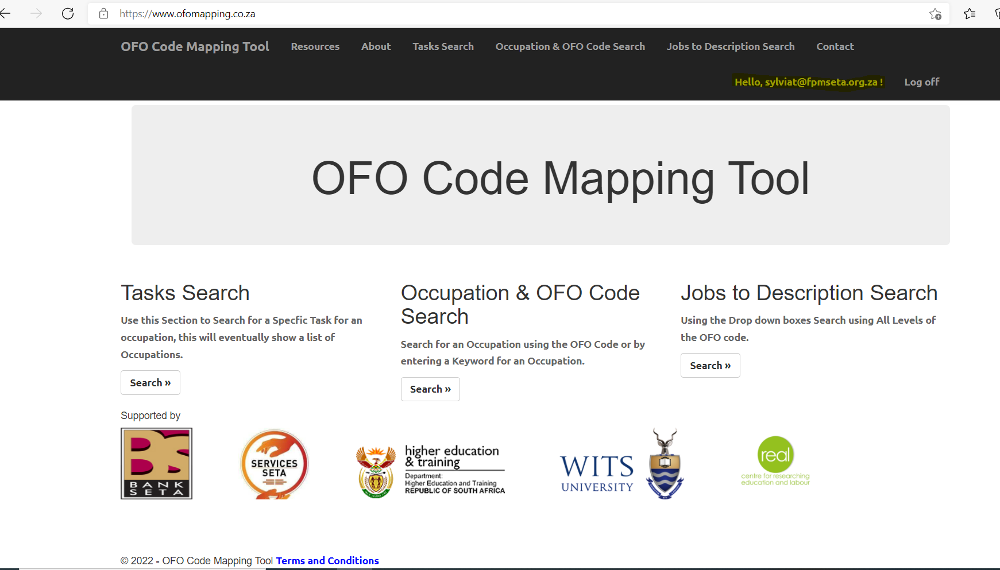 https://www.ofomapping.co.za
OFO Code Mapping Tool Resources About Tasks Search Occupation & OFO Code Search Jobs to Description Search Contact
Hello, sylviat@fpmseta.org.za ! Log off
OFO Code Mapping Tool
Tasks Search
Use this Section to Search for a Specfic Task for an
occupation, this will eventually show a list of
Occupations.
Search »
Occupation & OFO Code
Search
Search for an Occupation using the OFO Code or by
entering a Keyword for an Occupation.
Search »
Jobs to Description Search
Using the Drop down boxes Search using All Levels of
the OFO code.
Search »
Supported by
BS
BANK
SETA
SERVICES
SETA
higher education
& training
Department:
Higher Education and Training
REPUBLIC OF SOUTH AFRICA
WITS
UNIVERSITY
real
centre for researching
education and labour
© 2022 - OFO Code Mapping Tool Terms and Conditions